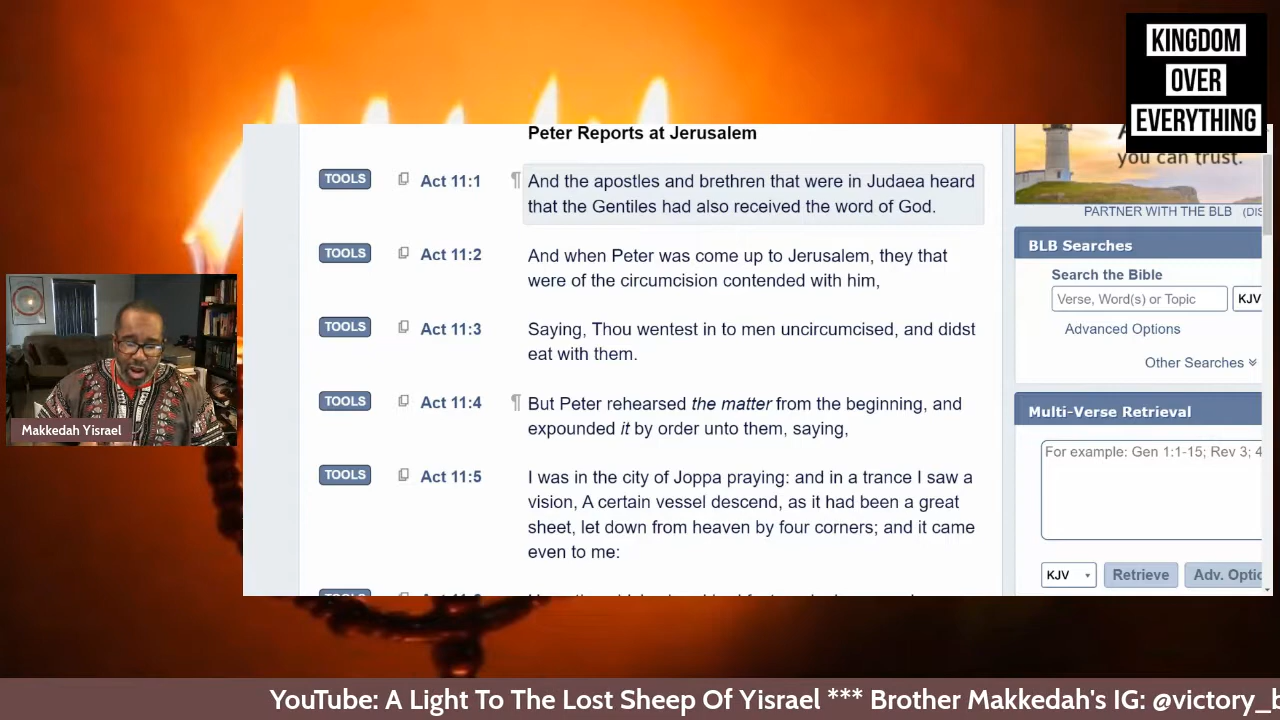 KINGDOM
OVER
EVERYTHING
Peter Reports at Jerusalem
TOOLS Act 11:1 ¶ And the apostles and brethren that were in Judaea heard
that the Gentiles had also received the word of God.
TOOLS Act 11:2 And when Peter was come up to Jerusalem, they that
were of the circumcision contended with him,
TOOLS Act 11:3 Saying, Thou wentest in to men uncircumcised, and didst
eat with them.
TOOLS Act 11:4 ¶ But Peter rehearsed the matter from the beginning, and
expounded it by order unto them, saying,
TOOLS Act 11:5 I was in the city of Joppa praying: and in a trance I saw a
vision, A certain vessel descend, as it had been a great
sheet, let down from heaven by four corners; and it came
even to me:
you can trust.
PARTNER WITH THE BLB (DIS
BLB Searches
Search the Bible
Verse, Word(s) or Topic KJV
Advanced Options
Other Searches
Multi-Verse Retrieval
For example: Gen 1:1-15; Rev 3; 4
KJV Retrieve Adv. Optio
Makkedah Yisrael
YouTube: A Light To The Lost Sheep Of Yisrael *** Brother Makkedah's IG: @victory_b